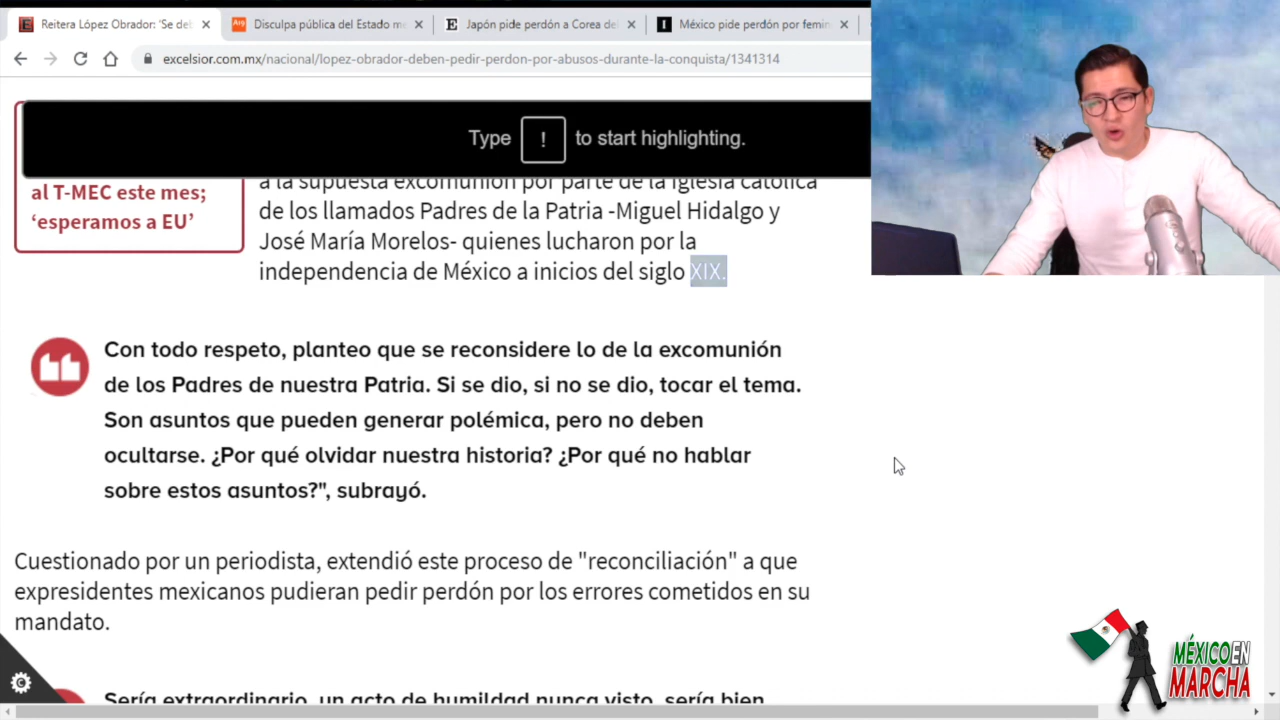 Reitera López Obrador: 'Se deb
Arg
Disculpa pública del Estado m
E
Japón pide perdón a Corea del
I
México pide perdón por femin
excelsior.com.mx/nacional/lopez-obrador-deben-pedir-perdon-por-abusos-durante-la-conquista/1341314
Type ! to start highlighting.
al T-MEC este mes;
‘esperamos a EU’
a la supuesta excomunión por parte de la Iglesia católica
de los llamados Padres de la Patria -Miguel Hidalgo y
José María Morelos- quienes lucharon por la
independencia de México a inicios del siglo XIX.
Con todo respeto, planteo que se reconsidere lo de la excomunión
de los Padres de nuestra Patria. Si se dio, si no se dio, tocar el tema.
Son asuntos que pueden generar polémica, pero no deben
ocultarse. ¿Por qué olvidar nuestra historia? ¿Por qué no hablar
sobre estos asuntos?", subrayó.
Cuestionado por un periodista, extendió este proceso de "reconciliación" a que
expresidentes mexicanos pudieran pedir perdón por los errores cometidos en su
mandato.
Sería extraordinario, un acto de humildad nunca visto, sería bien
MÉXICO EN
MARCHA